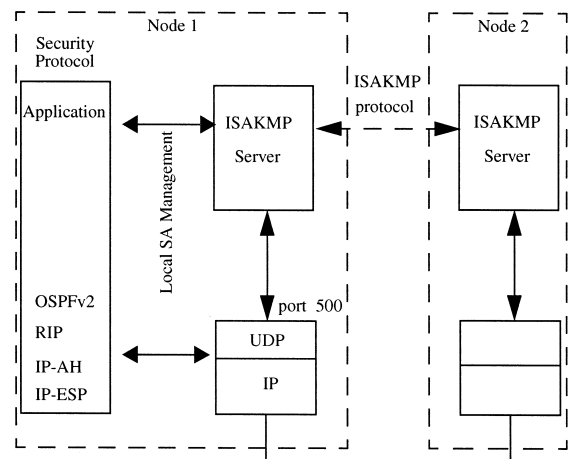 Node 1
Node 2
Security
Protocol
Application
OSPFv2
RIP
IP-AH
IP-ESP
Local SA Management
ISAKMP
Server
port 500
UDP
IP
ISAKMP
protocol
ISAKMP
Server